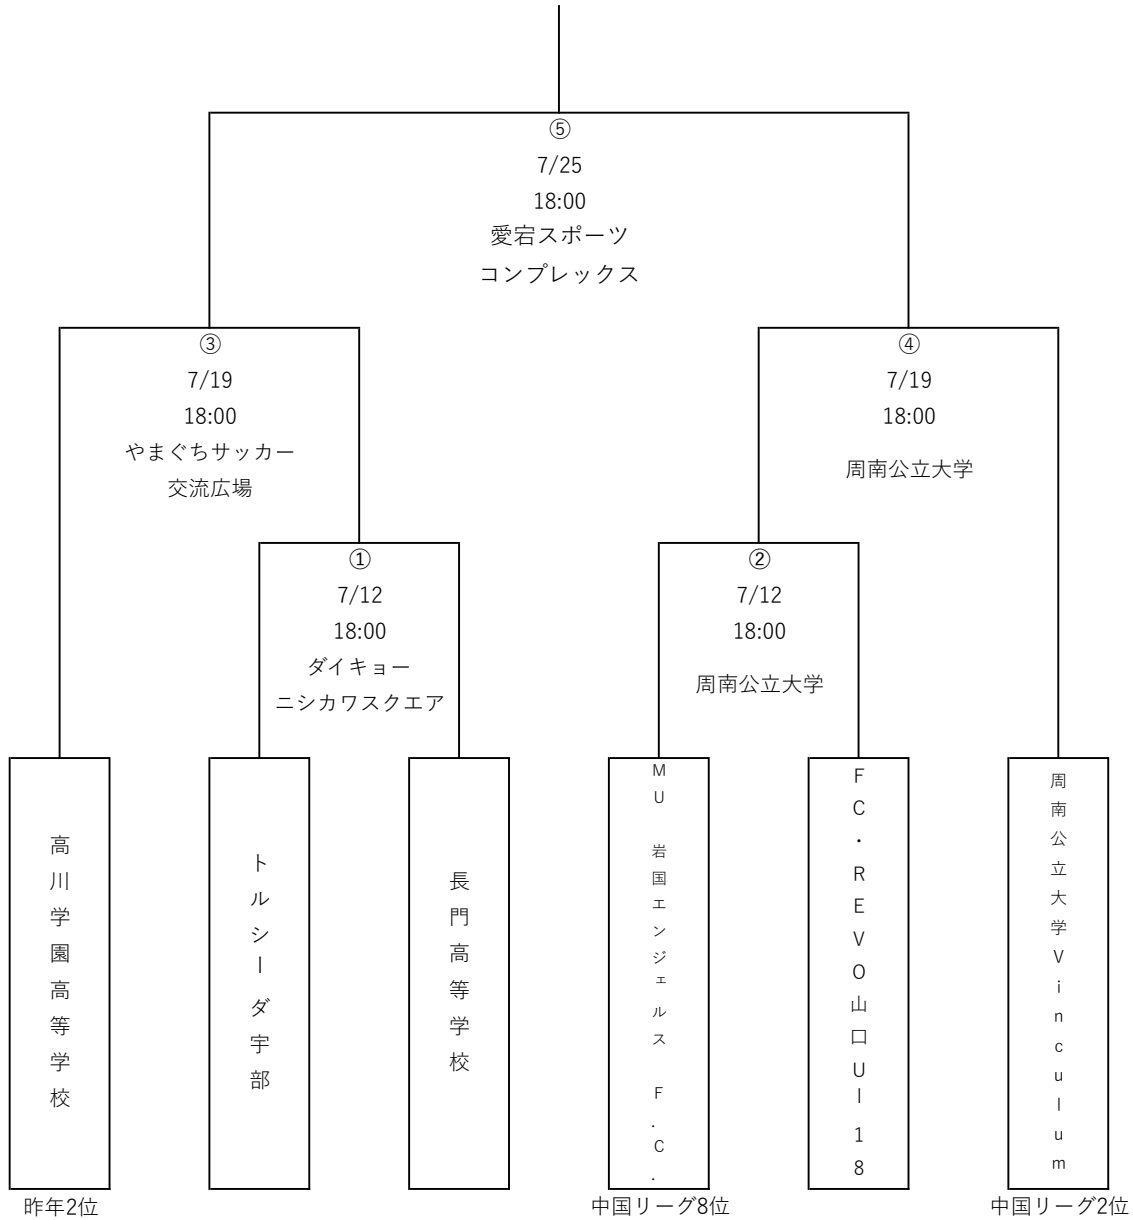 ⑤
7/25
18:00
愛宕スポーツ
コンプレックス
③
7/19
18:00
やまぐちサッカー
交流広場
④
7/19
18:00
周南公立大学
①
7/12
18:00
ダイキョー
ニシカワスクエア
②
7/12
18:00
周南公立大学
高川学園高等学校
トルシーダ宇部
長門高等学校
MU 岩国エンジェルス F.C.
FC・REVO山口U－18
周南公立大学Vinculum
昨年2位
中国リーグ8位
中国リーグ2位